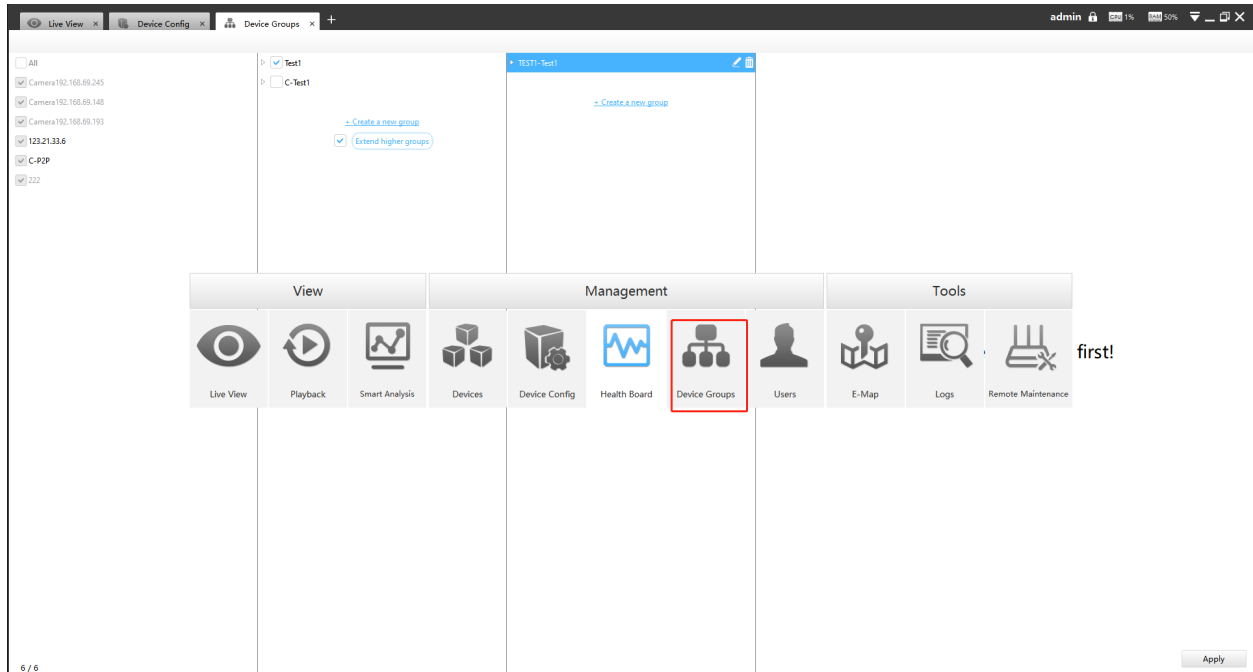 Live View × Device Config × Device Groups × +
admin CPU 1% RAM 50%
All
Camera192.168.69.245
Camera192.168.69.148
Camera192.168.69.193
123.21.33.6
C-P2P
222
Test1
C-Test1
+ Create a new group
Extend higher groups
TEST1-Test1
+ Create a new group
View
Management
Tools
first!
Live View
Playback
Smart Analysis
Devices
Device Config
Health Board
Device Groups
Users
E-Map
Logs
Remote Maintenance
6 / 6
Apply